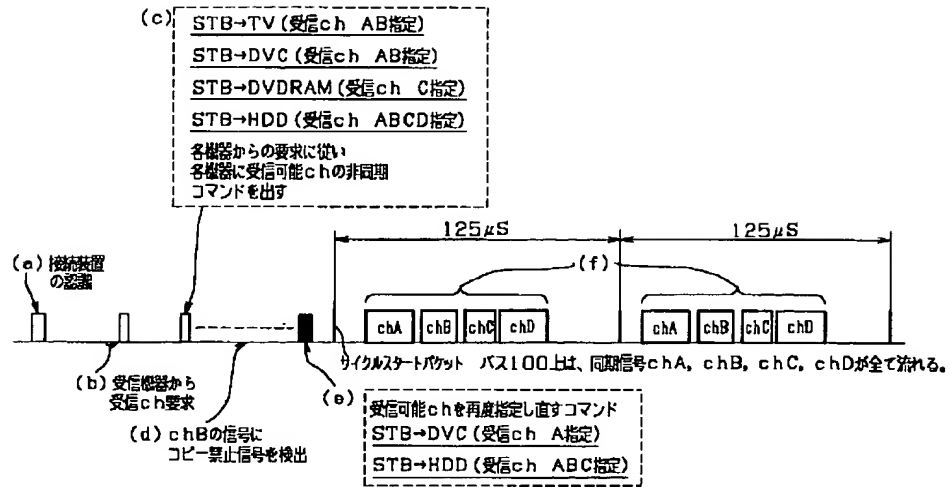 (c)
STB→TV(受信ch AB指定)
STB→DVC(受信ch AB指定)
STB→DVDRAM(受信ch C指定)
STB→HDD(受信ch ABCD指定)
各機器からの要求に従い
各機器に受信可能chの非同期
コマンドを出す
125μS
125μS
(a)接続装置
の認識
(f)
chA
chB
chC
chD
chA
chB
chC
chD
サイクルスタートパケット バス100上は、同期信号chA, chB, chC, chDが全て流れる。
(b)受信機器から
受信ch要求
(d)chBの信号に
コピー禁止信号を検出
(e)
受信可能chを再度指定し直すコマンド
STB→DVC(受信ch A指定)
STB→HDD(受信ch ABC指定)